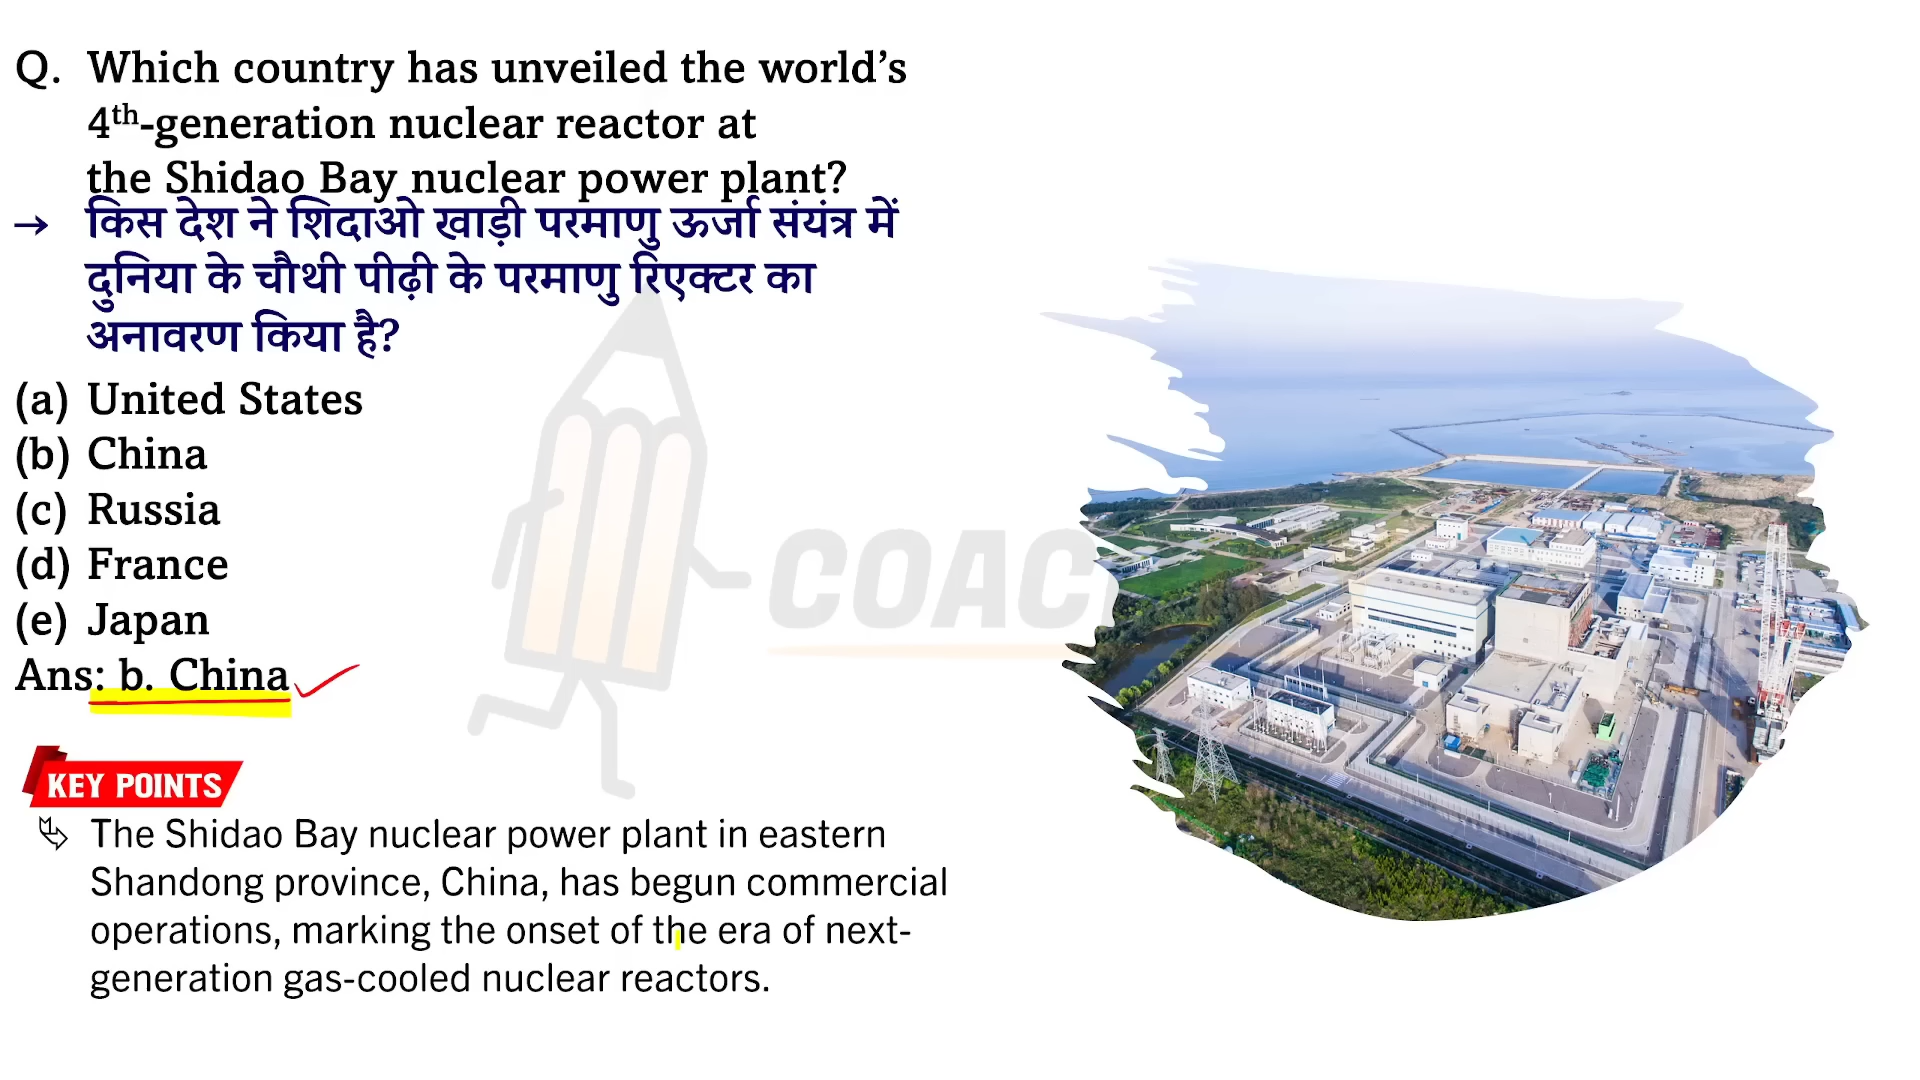 Q. Which country has unveiled the world’s
4th-generation nuclear reactor at
the Shidao Bay nuclear power plant?
→ किस देश ने शिदाओ खाड़ी परमाणु ऊर्जा संयंत्र में
दुनिया के चौथी पीढ़ी के परमाणु रिएक्टर का
अनावरण किया है?
(a) United States
(b) China
(c) Russia
(d) France
(e) Japan
Ans: b. China
COAC
KEY POINTS
The Shidao Bay nuclear power plant in eastern
Shandong province, China, has begun commercial
operations, marking the onset of the era of next-
generation gas-cooled nuclear reactors.